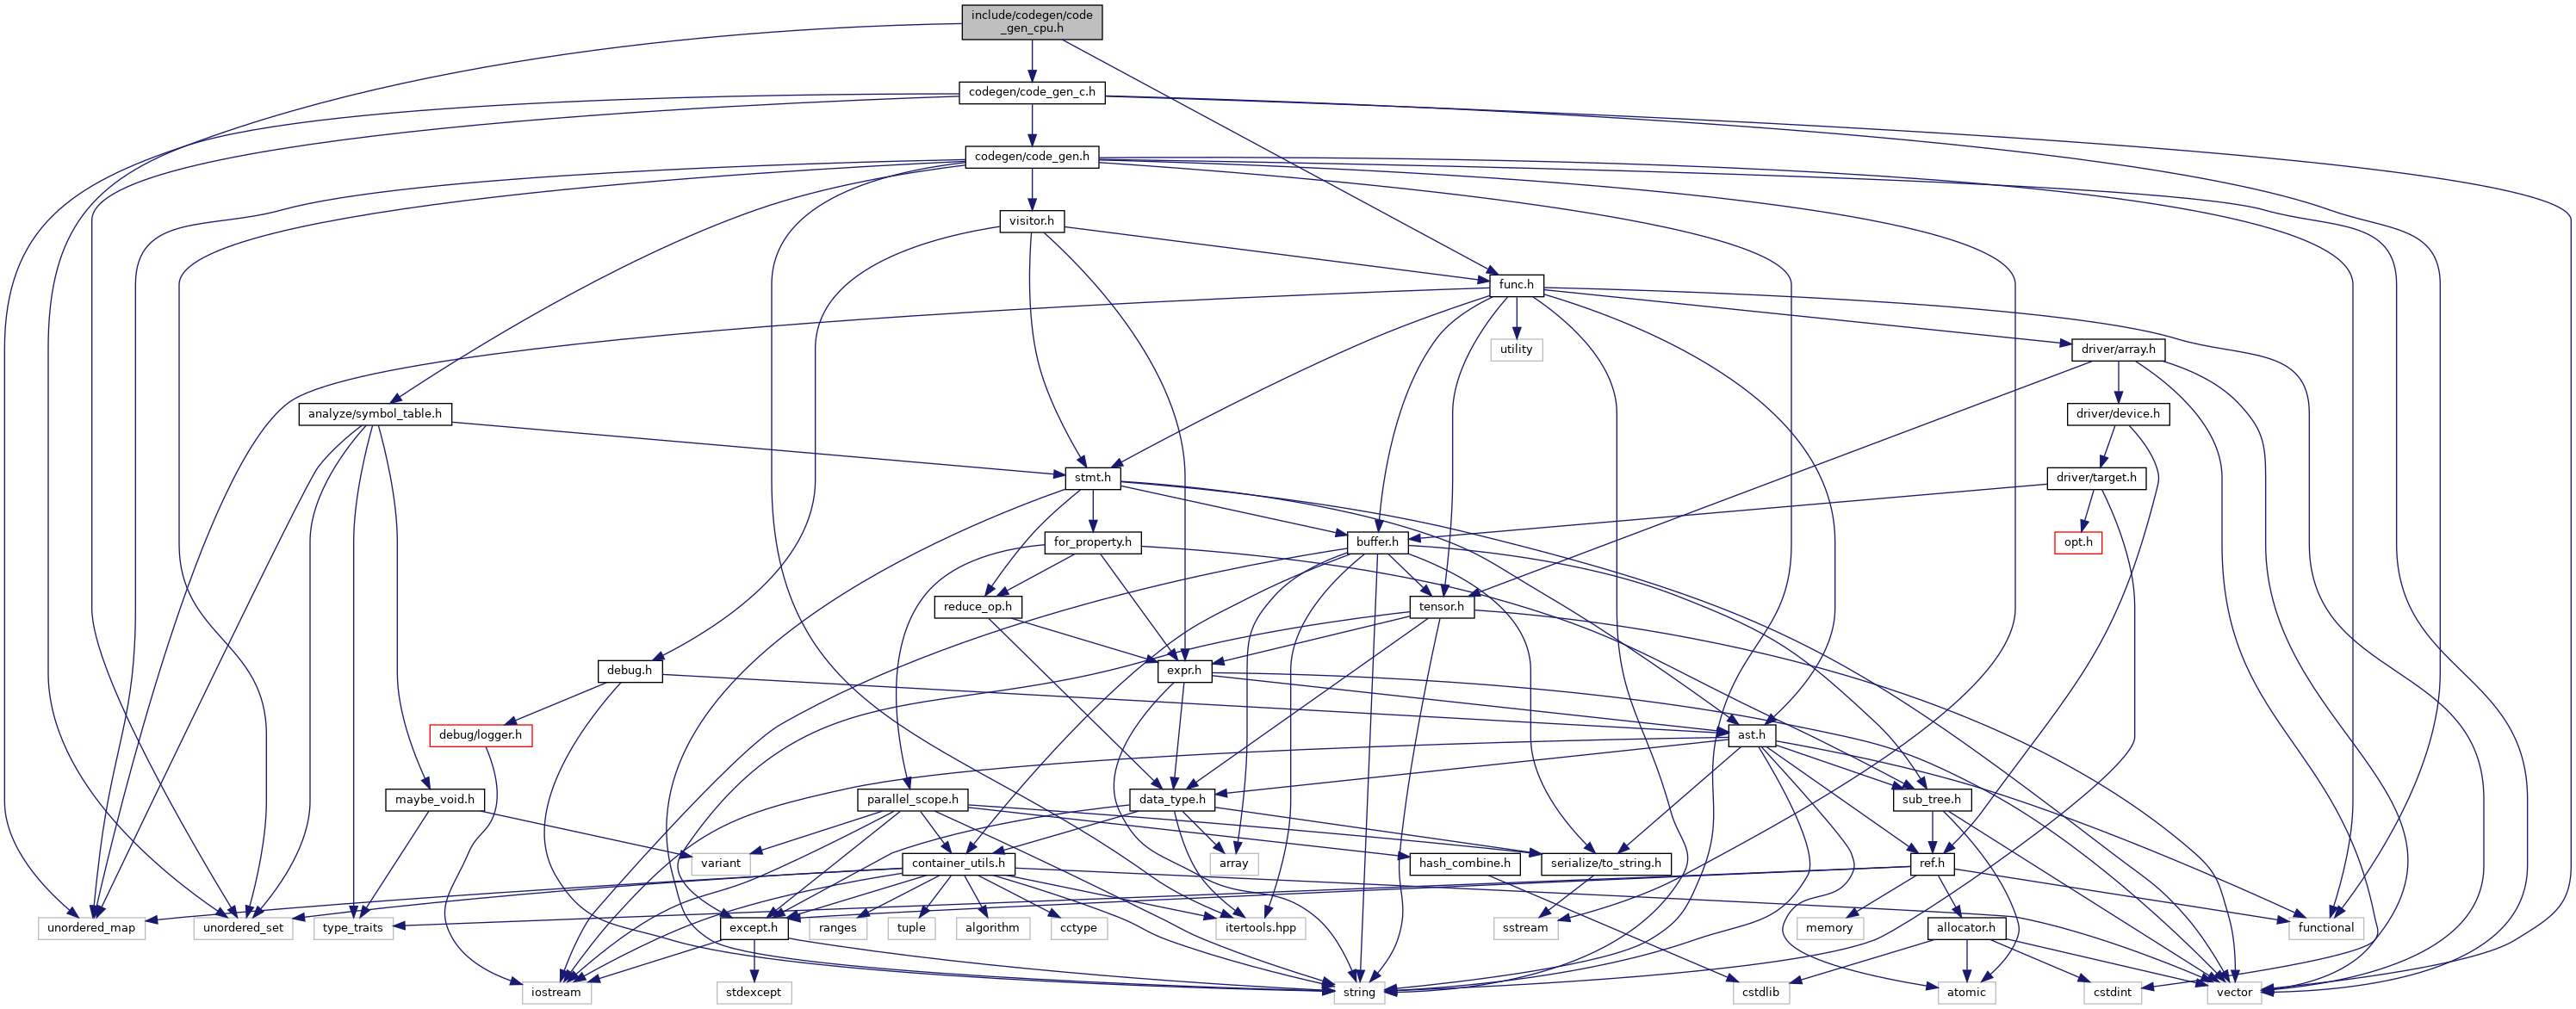 include/codegen/code
_gen_cpu.h
codegen/code_gen_c.h
codegen/code_gen.h
visitor.h
func.h
utility
driver/array.h
analyze/symbol_table.h
driver/device.h
stmt.h
driver/target.h
for_property.h
buffer.h
opt.h
reduce_op.h
tensor.h
debug.h
expr.h
debug/logger.h
ast.h
maybe_void.h
parallel_scope.h
data_type.h
sub_tree.h
variant
container_utils.h
array
hash_combine.h
serialize/to_string.h
ref.h
unordered_map
unordered_set
type_traits
except.h
ranges
tuple
algorithm
cctype
itertools.hpp
sstream
memory
allocator.h
functional
iostream
stdexcept
string
cstdlib
atomic
cstdint
vector